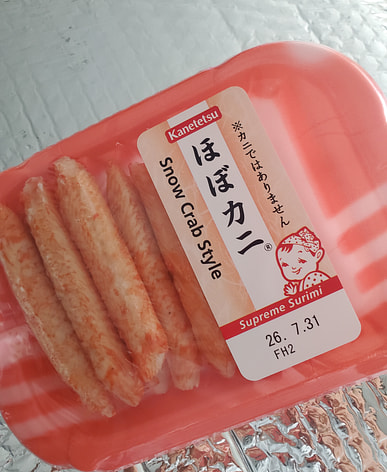 Kanetetsu
ほぼカニ®
※カニではわりません
Snow Crab Style
Supreme Surimi
26. 7.31
FH2